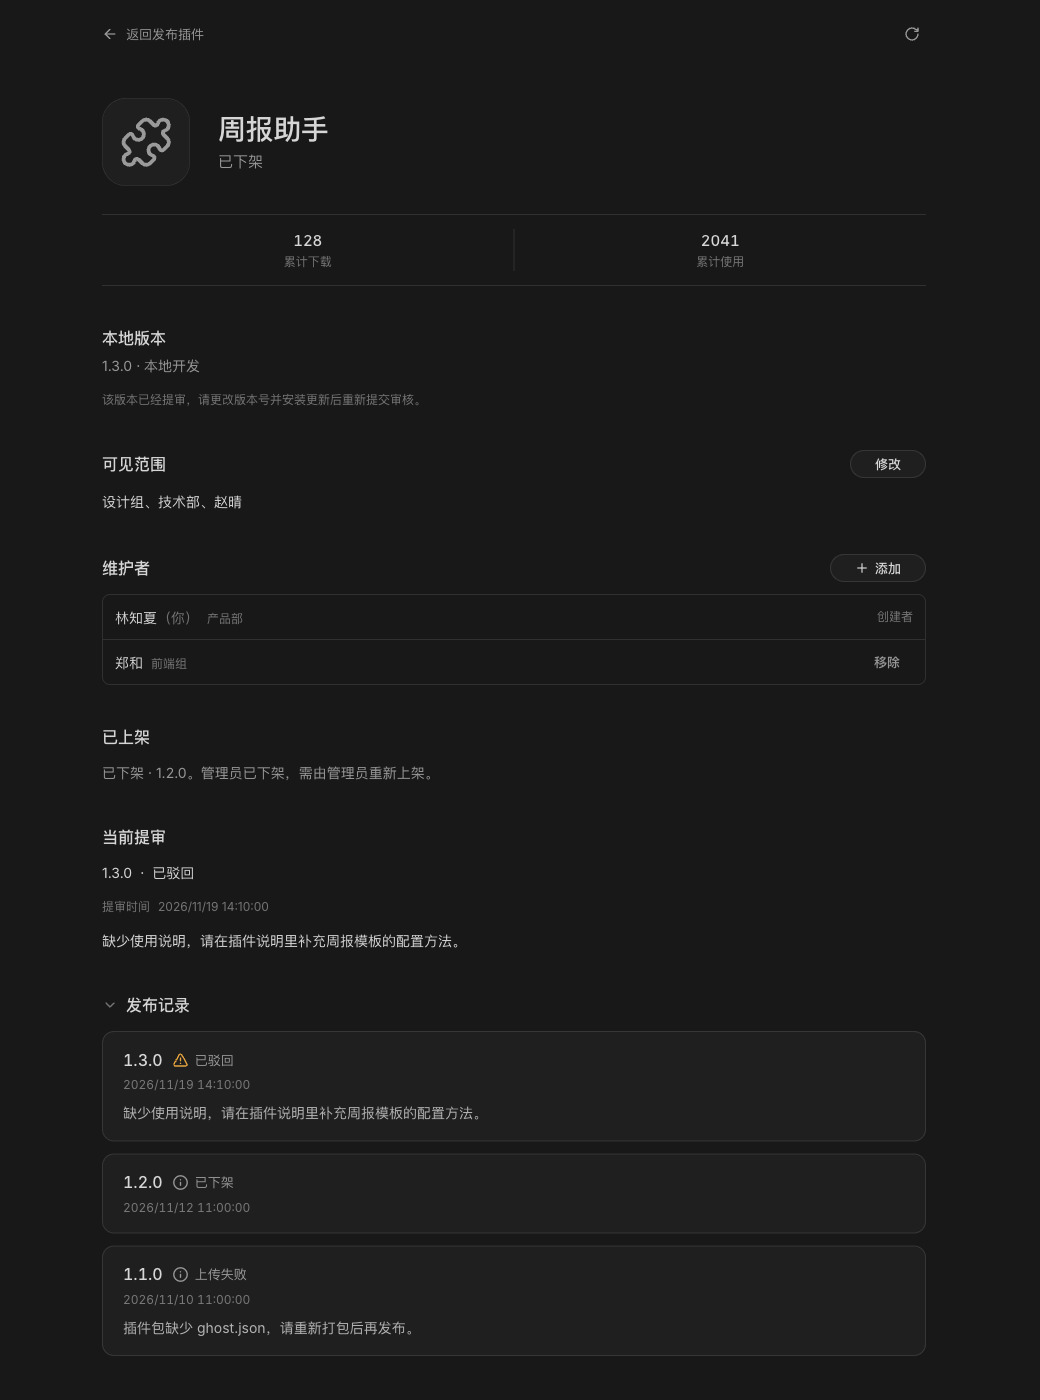 返回发布插件
周报助手
已下架
128
累计下载
2041
累计使用
本地版本
1.3.0 · 本地开发
该版本已经提审，请更改版本号并安装更新后重新提交审核。
可见范围
修改
设计组、技术部、赵晴
维护者
添加
林知夏（你） 产品部
创建者
郑和 前端组
移除
已上架
已下架 · 1.2.0。管理员已下架，需由管理员重新上架。
当前提审
1.3.0 · 已驳回
提审时间 2026/11/19 14:10:00
缺少使用说明，请在插件说明里补充周报模板的配置方法。
发布记录
1.3.0 已驳回
2026/11/19 14:10:00
缺少使用说明，请在插件说明里补充周报模板的配置方法。
1.2.0 已下架
2026/11/12 11:00:00
1.1.0 上传失败
2026/11/10 11:00:00
插件包缺少 ghost.json，请重新打包后再发布。